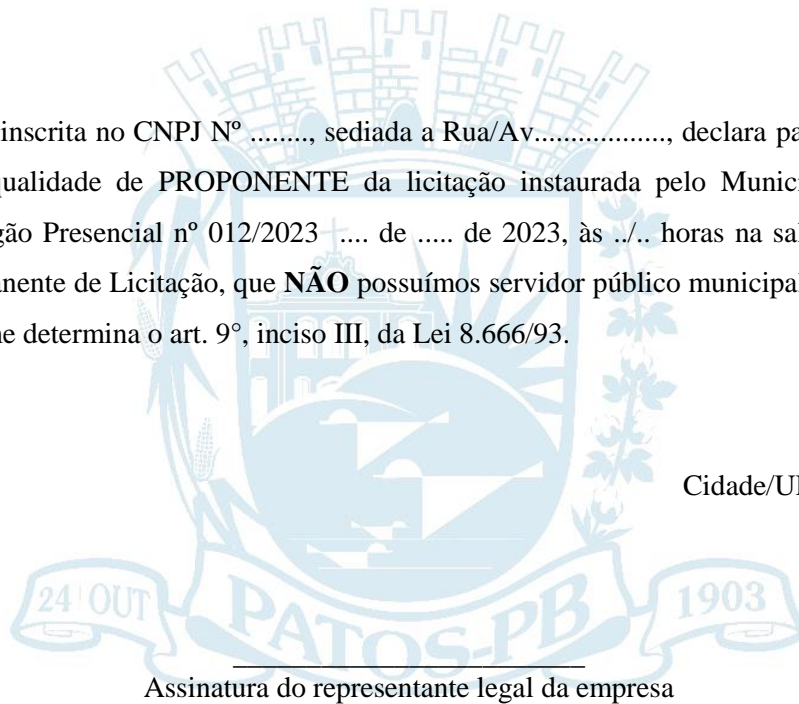 inscrita no CNPJ Nº ........, sediada a Rua/Av..................., declara pa
qualidade de PROPONENTE da licitação instaurada pelo Munici
gão Presencial nº 012/2023 .... de ..... de 2023, às ../.. horas na sal
anente de Licitação, que NÃO possuímos servidor público municipal
ne determina o art. 9°, inciso III, da Lei 8.666/93.
Cidade/U
24 OUT
PATOS-PB
1903
Assinatura do representante legal da empresa